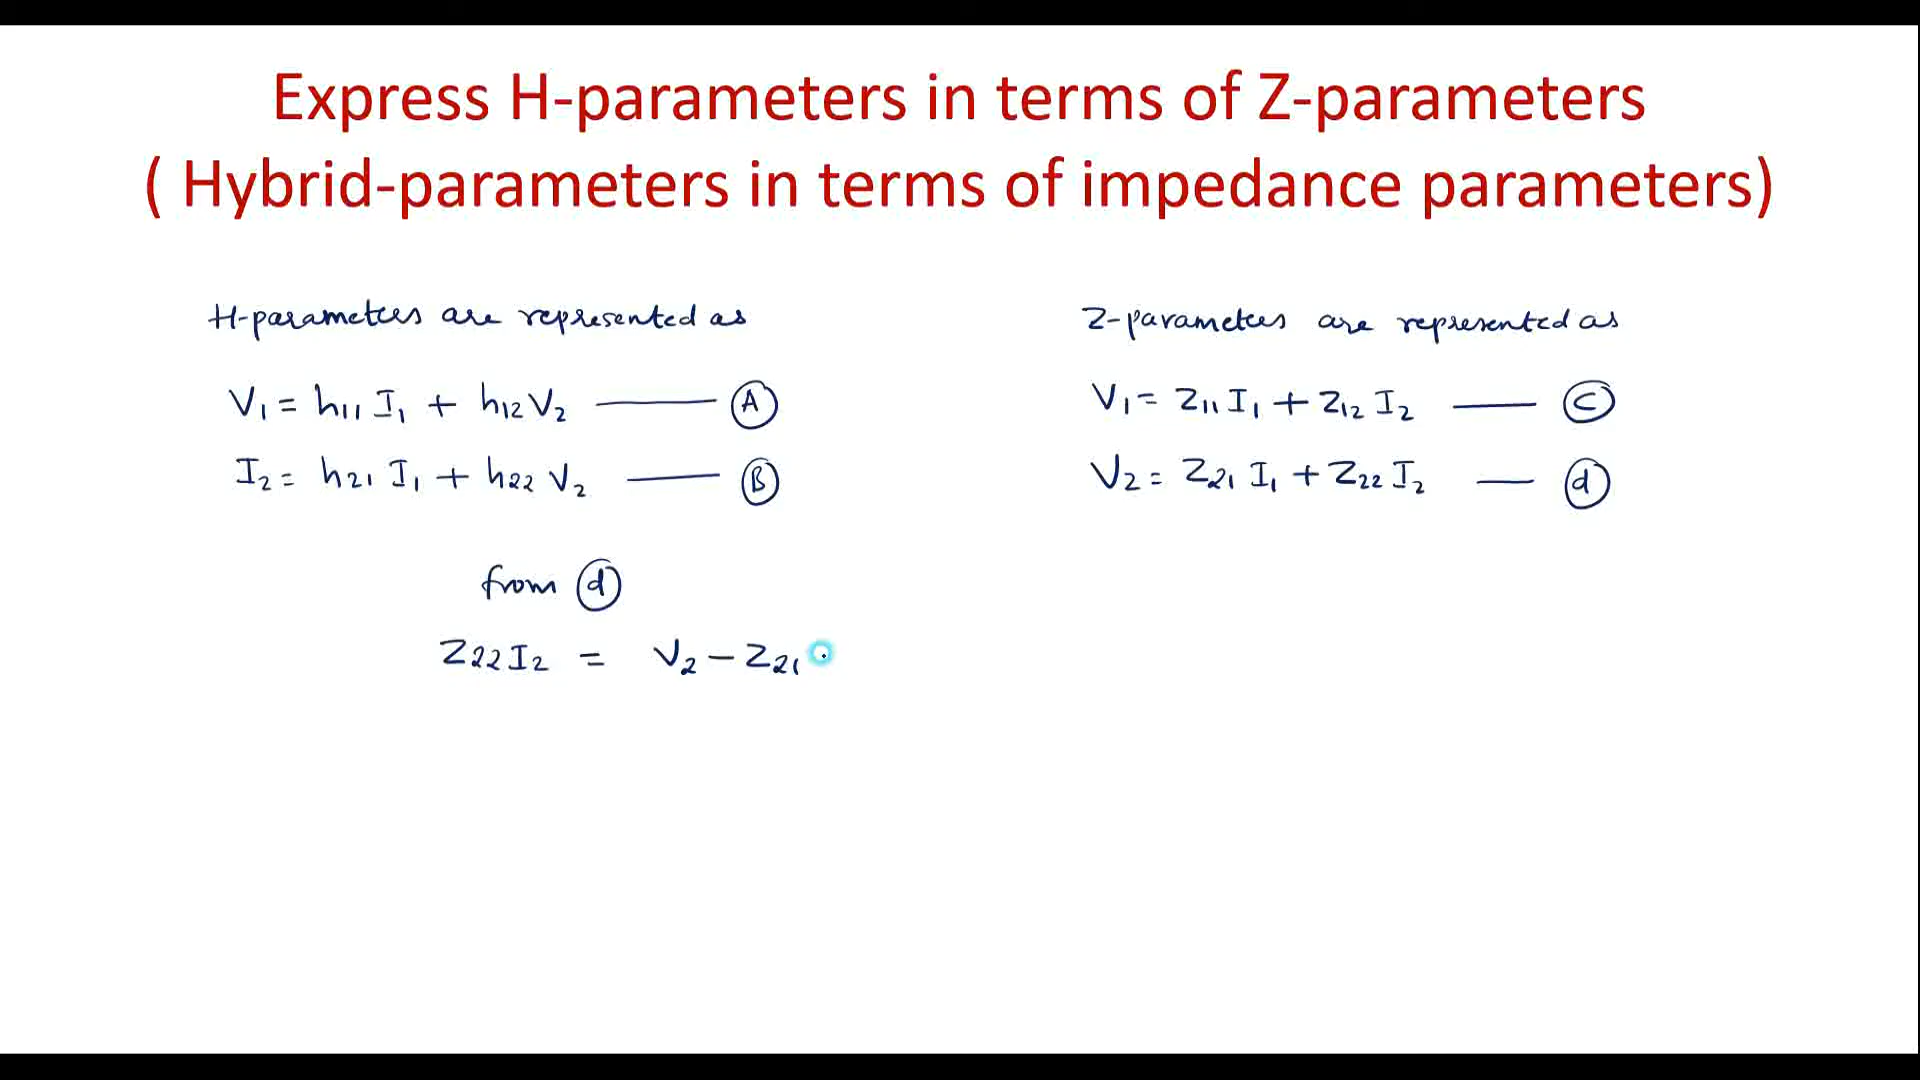 Express H-parameters in terms of Z-parameters
( Hybrid-parameters in terms of impedance parameters)
H-parameters are represented as
V₁ = h₁₁ I₁ + h₁₂ V₂ —— (A)
I₂ = h₂₁ I₁ + h₂₂ V₂ —— (B)
Z-parameters are represented as
V₁ = Z₁₁ I₁ + Z₁₂ I₂ —— (C)
V₂ = Z₂₁ I₁ + Z₂₂ I₂ —— (d)
from (d)
Z₂₂ I₂ = V₂ – Z₂₁